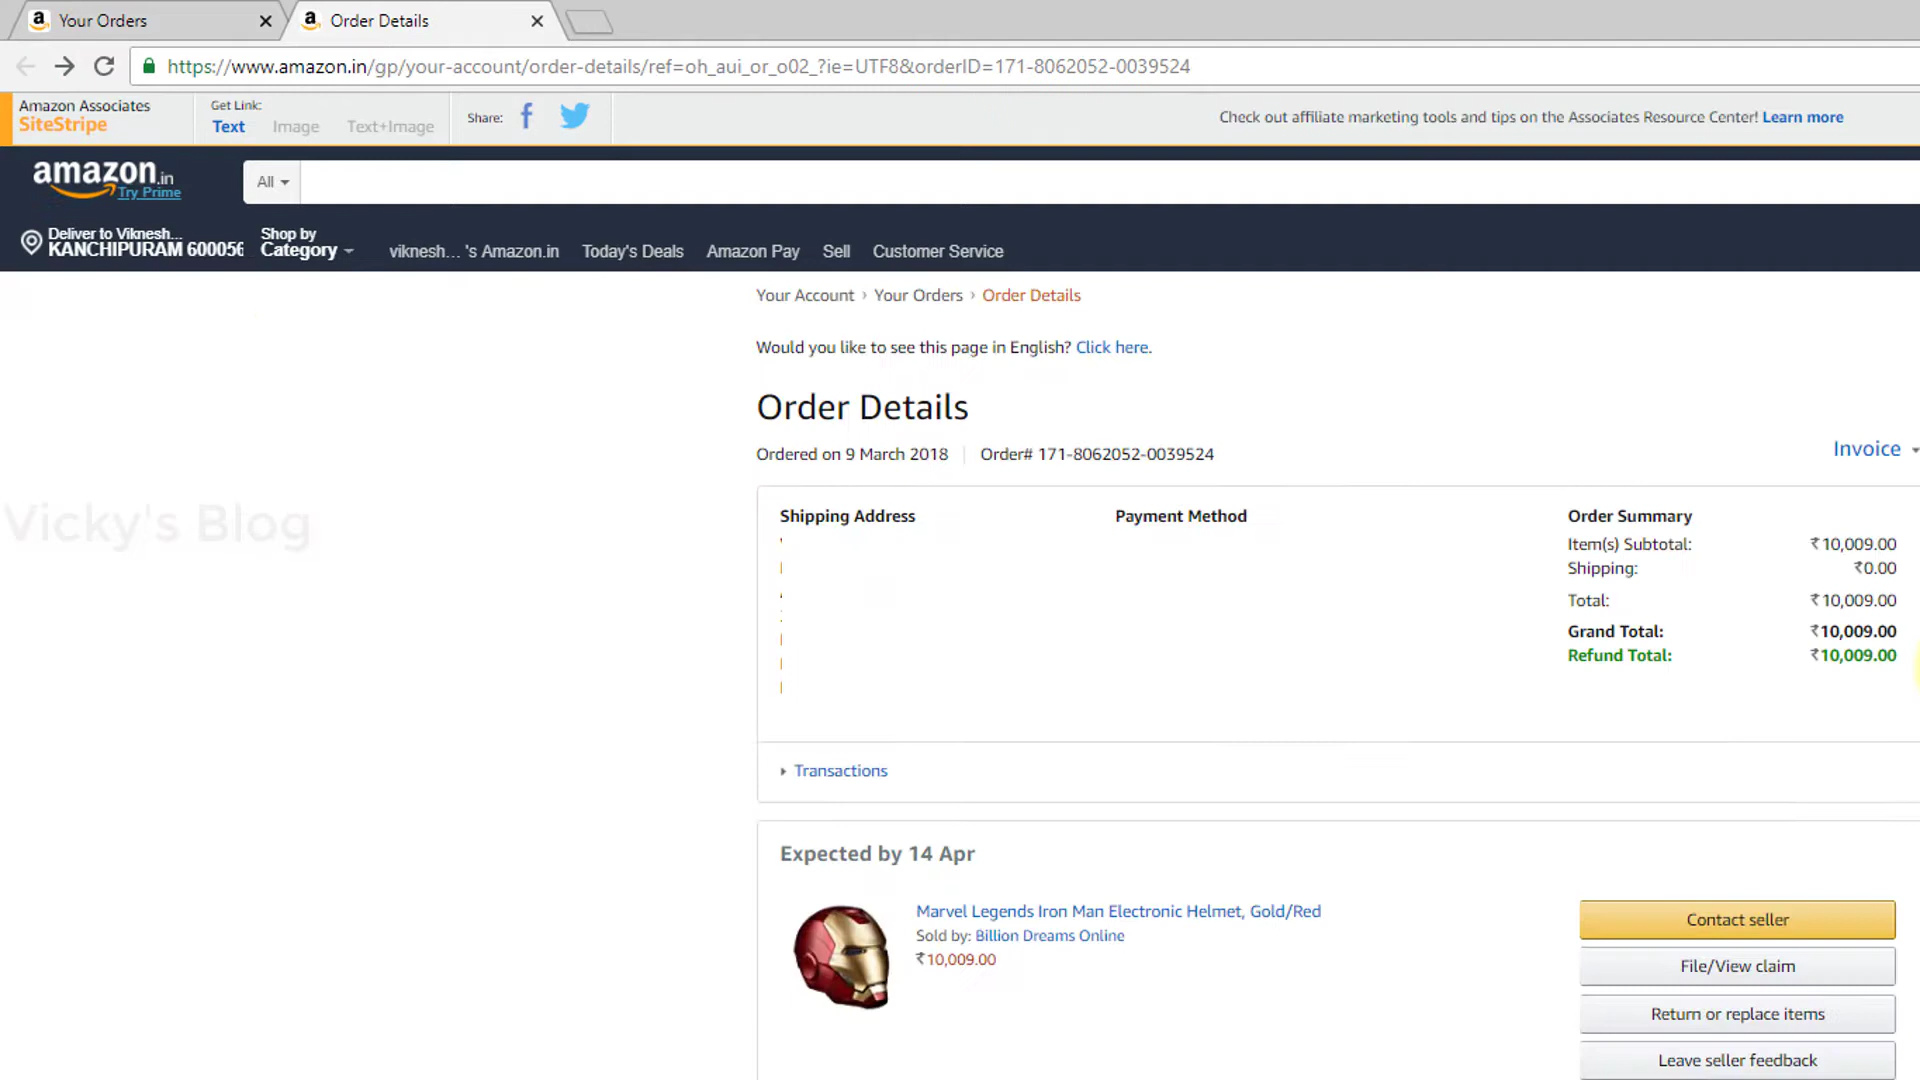 Your Orders
Order Details
https://www.amazon.in/gp/your-account/order-details/ref=oh_aui_or_o02_?ie=UTF8&orderID=171-8062052-0039524
Amazon Associates
SiteStripe
Get Link:
Text Image Text+Image
Share:
Check out affiliate marketing tools and tips on the Associates Resource Center! Learn more
amazon.in
Try Prime
All
Deliver to Viknesh...
KANCHIPURAM 600056
Shop by
Category
viknesh... 's Amazon.in Today's Deals Amazon Pay Sell Customer Service
Your Account › Your Orders › Order Details
Would you like to see this page in English? Click here.
Order Details
Ordered on 9 March 2018 Order# 171-8062052-0039524
Invoice
Vicky's Blog
Shipping Address
Payment Method
Order Summary
Item(s) Subtotal: ₹10,009.00
Shipping: ₹0.00
Total: ₹10,009.00
Grand Total: ₹10,009.00
Refund Total: ₹10,009.00
Transactions
Expected by 14 Apr
Marvel Legends Iron Man Electronic Helmet, Gold/Red
Sold by: Billion Dreams Online
₹10,009.00
Contact seller
File/View claim
Return or replace items
Leave seller feedback